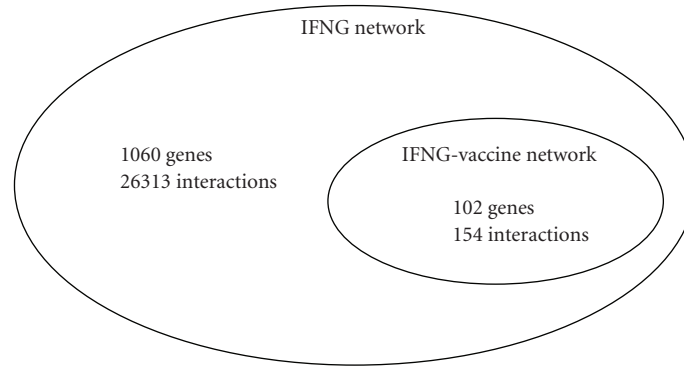 IFNG network
1060 genes
26313 interactions
IFNG-vaccine network
102 genes
154 interactions